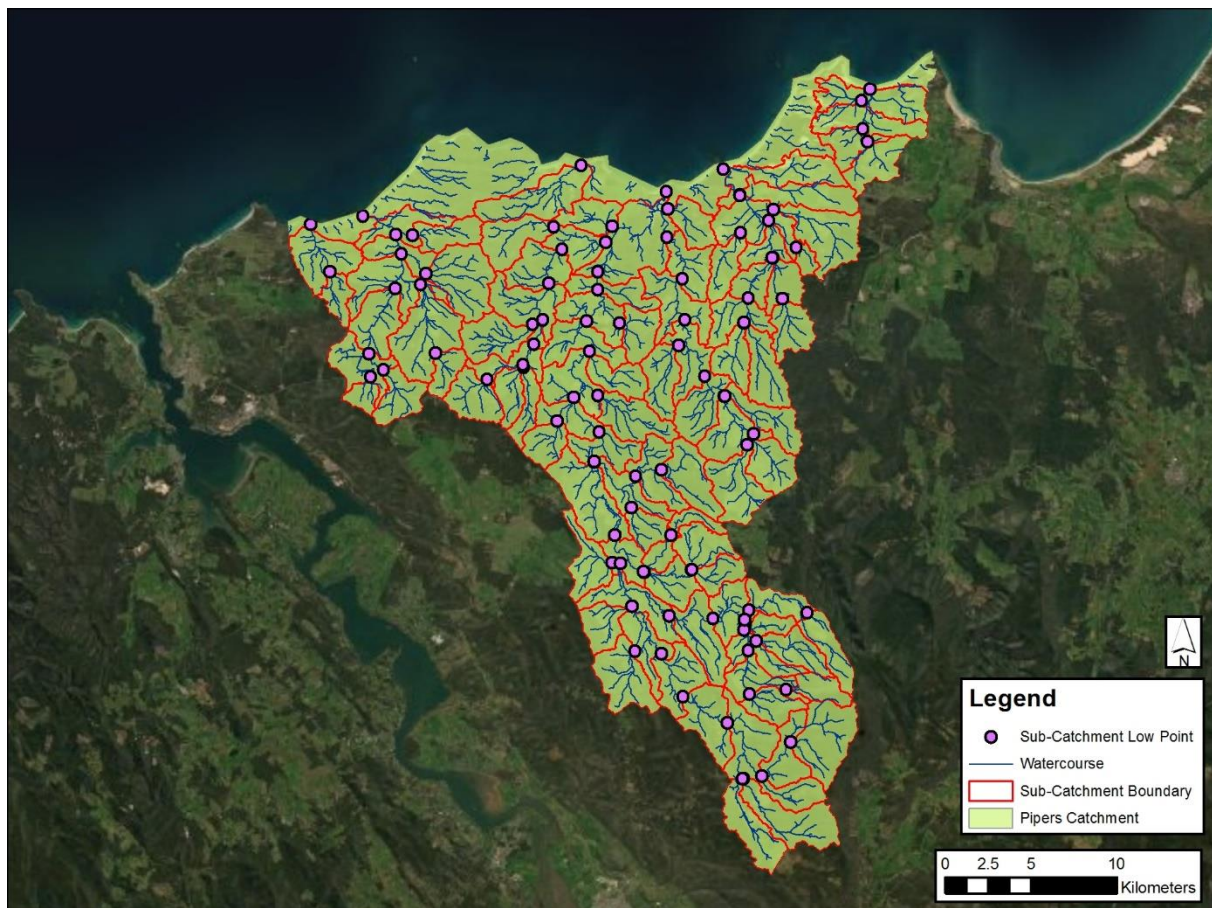 N
Legend
Sub-Catchment Low Point
Watercourse
Sub-Catchment Boundary
Pipers Catchment
0 2.5 5 10
Kilometers